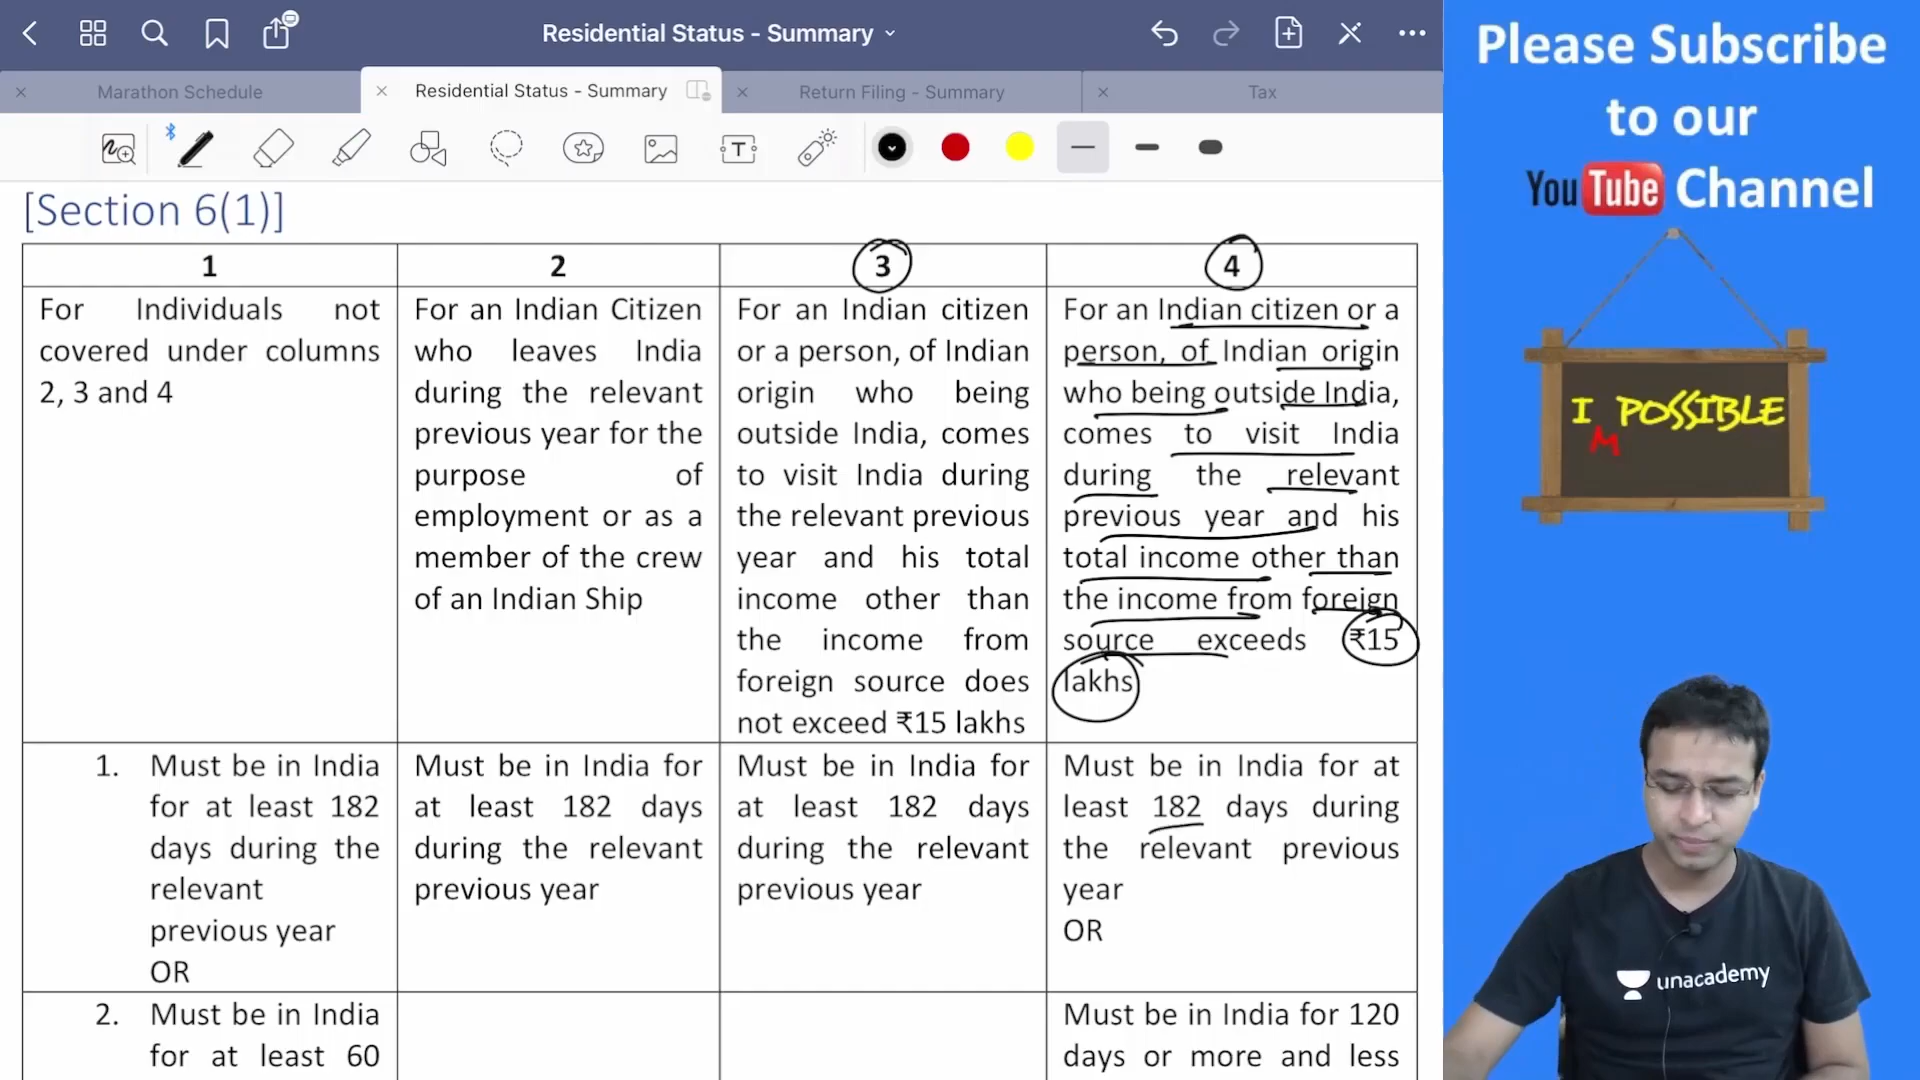 Residential Status - Summary
Marathon Schedule
Residential Status - Summary
Return Filing - Summary
Tax
T
[Section 6(1)]
1
2
3
4
For Individuals not
covered under columns
2, 3 and 4
For an Indian Citizen
who leaves India
during the relevant
previous year for the
purpose of
employment or as a
member of the crew
of an Indian Ship
For an Indian citizen
or a person, of Indian
origin who being
outside India, comes
to visit India during
the relevant previous
year and his total
income other than
the income from
foreign source does
not exceed ₹15 lakhs
For an Indian citizen or a
person, of Indian origin
who being outside India,
comes to visit India
during the relevant
previous year and his
total income other than
the income from foreign
source exceeds ₹15
lakhs
1. Must be in India
for at least 182
days during the
relevant
previous year
OR
Must be in India for
at least 182 days
during the relevant
previous year
Must be in India for
at least 182 days
during the relevant
previous year
Must be in India for at
least 182 days during
the relevant previous
year
OR
2. Must be in India
for at least 60
Must be in India for 120
days or more and less
Please Subscribe
to our
YouTube Channel
I POSSIBLE
M
unacademy